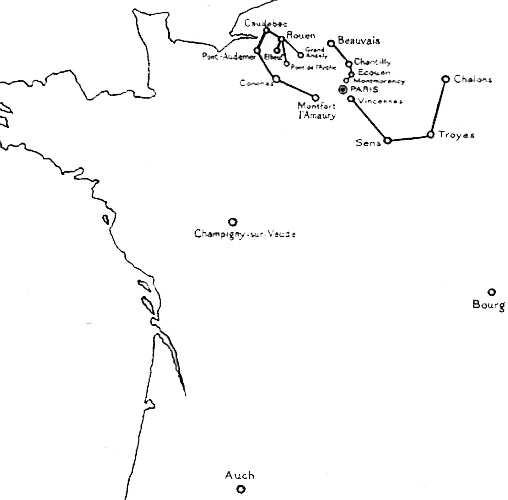 Caudebec
Rouen
Beauvais
Grand
Andely
Pont-Audemer
Elbeuf
Pont de l'Arche
Chantilly
Ecouen
Montmorency
Conches
PARIS
Chalons
Montfort
l'Amaury
Vincennes
Sens
Troyes
Champigny-sur-Veude
Bourg
Auch